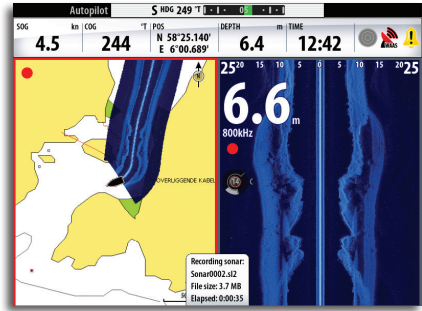 Autopilot S HDG 249 °T 05
SOG kn COG °T POS DEPTH m TIME
4.5 244 N 58°25.140' E 6°00.689' 6.4 12:42 WAAS
N
OVERLIGGENDE KABEL
25 20 15 10 5 0 5 10 15 20 25
6.6 m
800kHz
14
Recording sonar:
Sonar0002.sl2
File size: 3.7 MB
Elapsed: 0:00:35